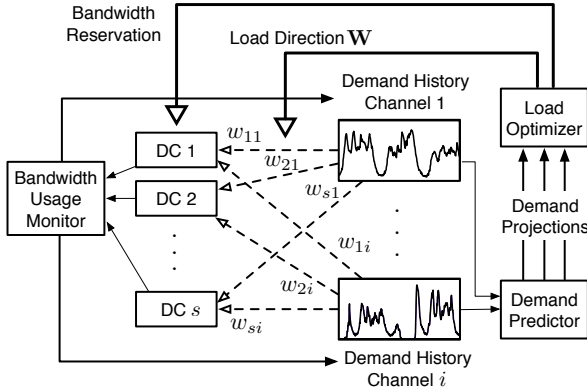 Bandwidth
Reservation
Load Direction W
Demand History
Channel 1
Load
Optimizer
w11
DC 1
w21
Bandwidth
Usage
Monitor
DC 2
ws1
w1i
Demand
Projections
w2i
DC s
wsi
Demand
Predictor
Demand History
Channel i